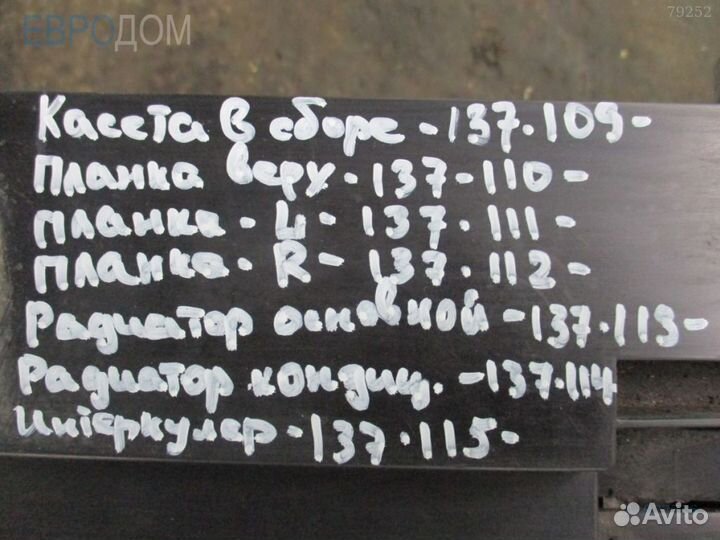 79252
ЕВРОДОМ
Касета в сборе - 137.109 -
Планка верх - 137 - 110 -
планка - L - 137 . 111 -
планка - R - 137 . 112 -
Радиатор основной - 137.113 -
Радиатор кондиц. - 137.114
Интеркулер - 137.115 -
Avito